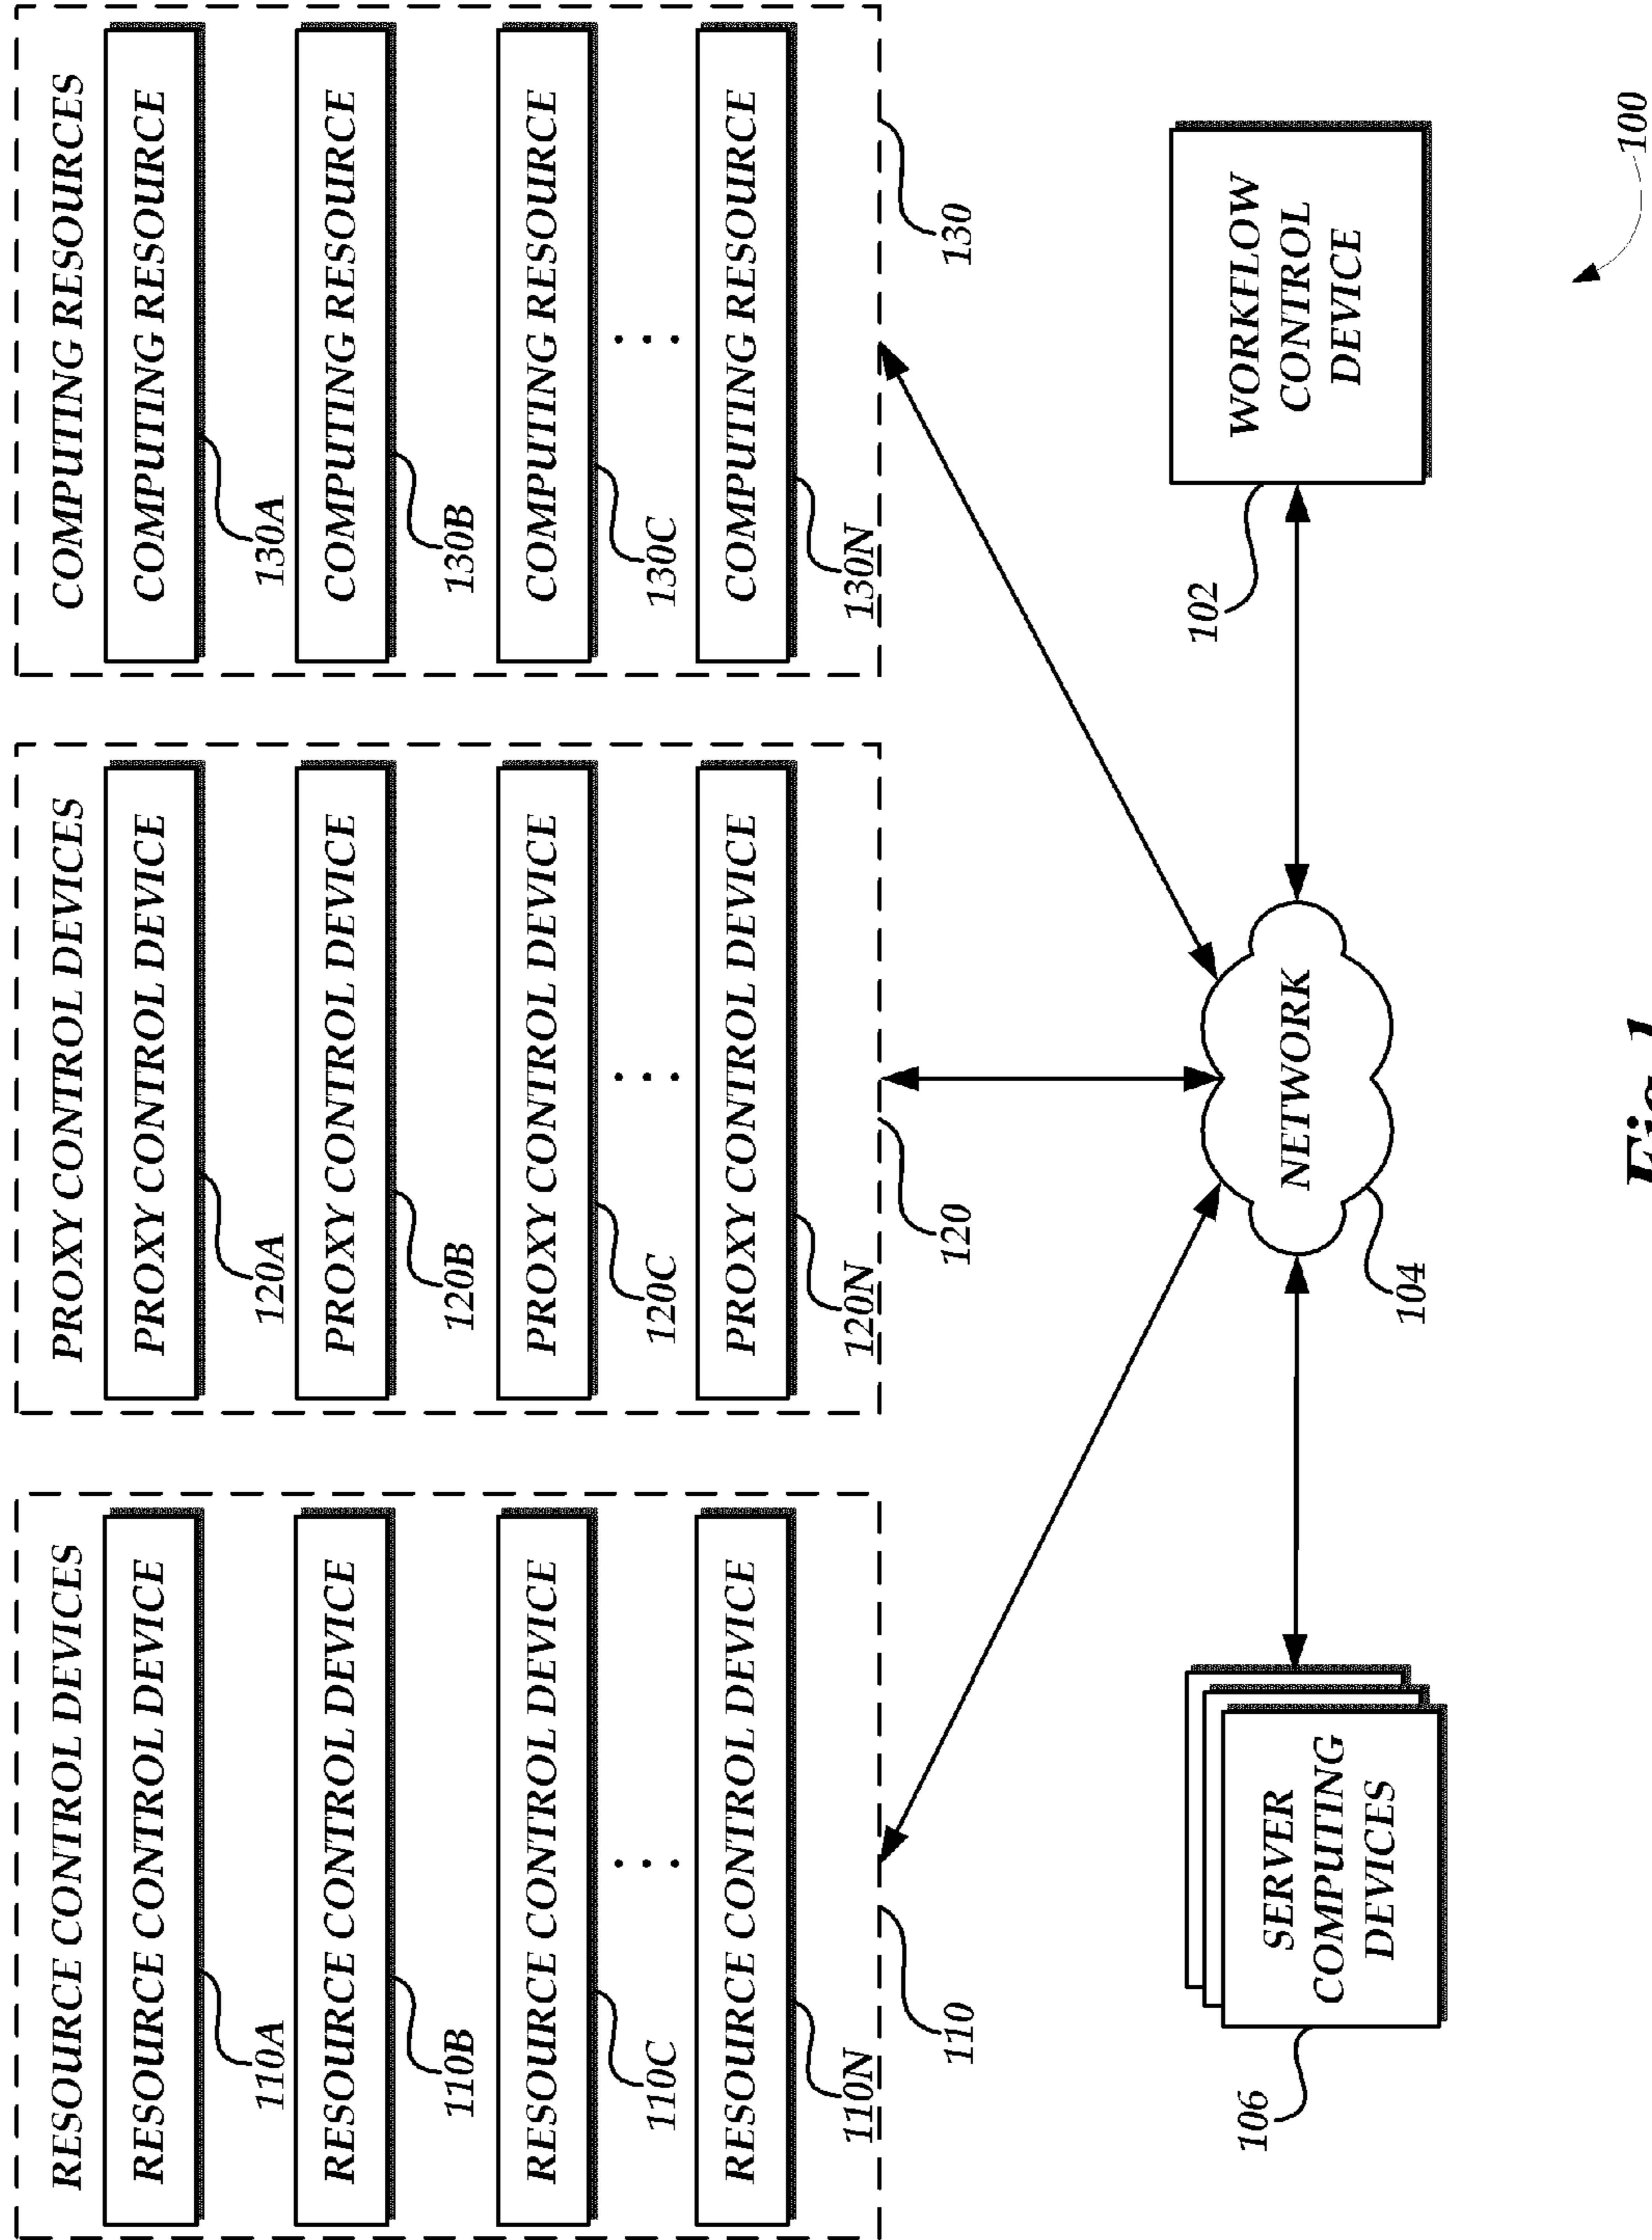 RESOURCE CONTROL DEVICES
RESOURCE CONTROL DEVICE
110A
RESOURCE CONTROL DEVICE
110B
RESOURCE CONTROL DEVICE
110C
...
RESOURCE CONTROL DEVICE
110N
110
PROXY CONTROL DEVICES
PROXY CONTROL DEVICE
120A
PROXY CONTROL DEVICE
120B
PROXY CONTROL DEVICE
120C
...
PROXY CONTROL DEVICE
120N
120
COMPUTING RESOURCES
COMPUTING RESOURCE
130A
COMPUTING RESOURCE
130B
COMPUTING RESOURCE
130C
...
COMPUTING RESOURCE
130N
130
106
SERVER
COMPUTING
DEVICES
NETWORK
104
102
WORKFLOW
CONTROL
DEVICE
100
Fig. 1